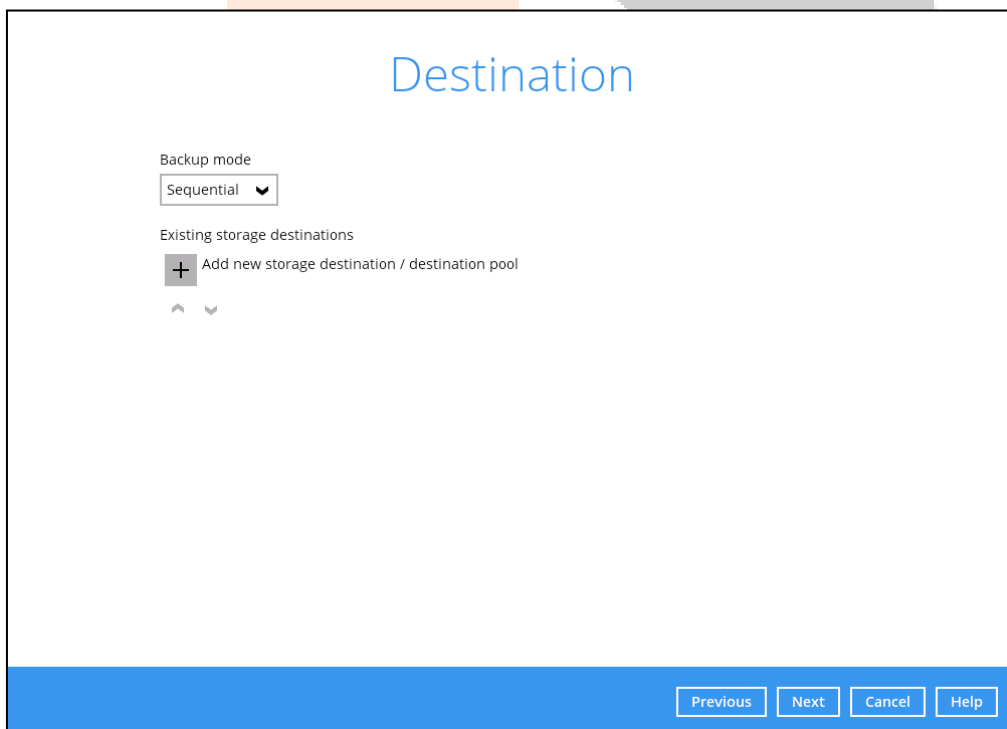 Destination
Backup mode
Sequential
Existing storage destinations
Add new storage destination / destination pool
Previous Next Cancel Help